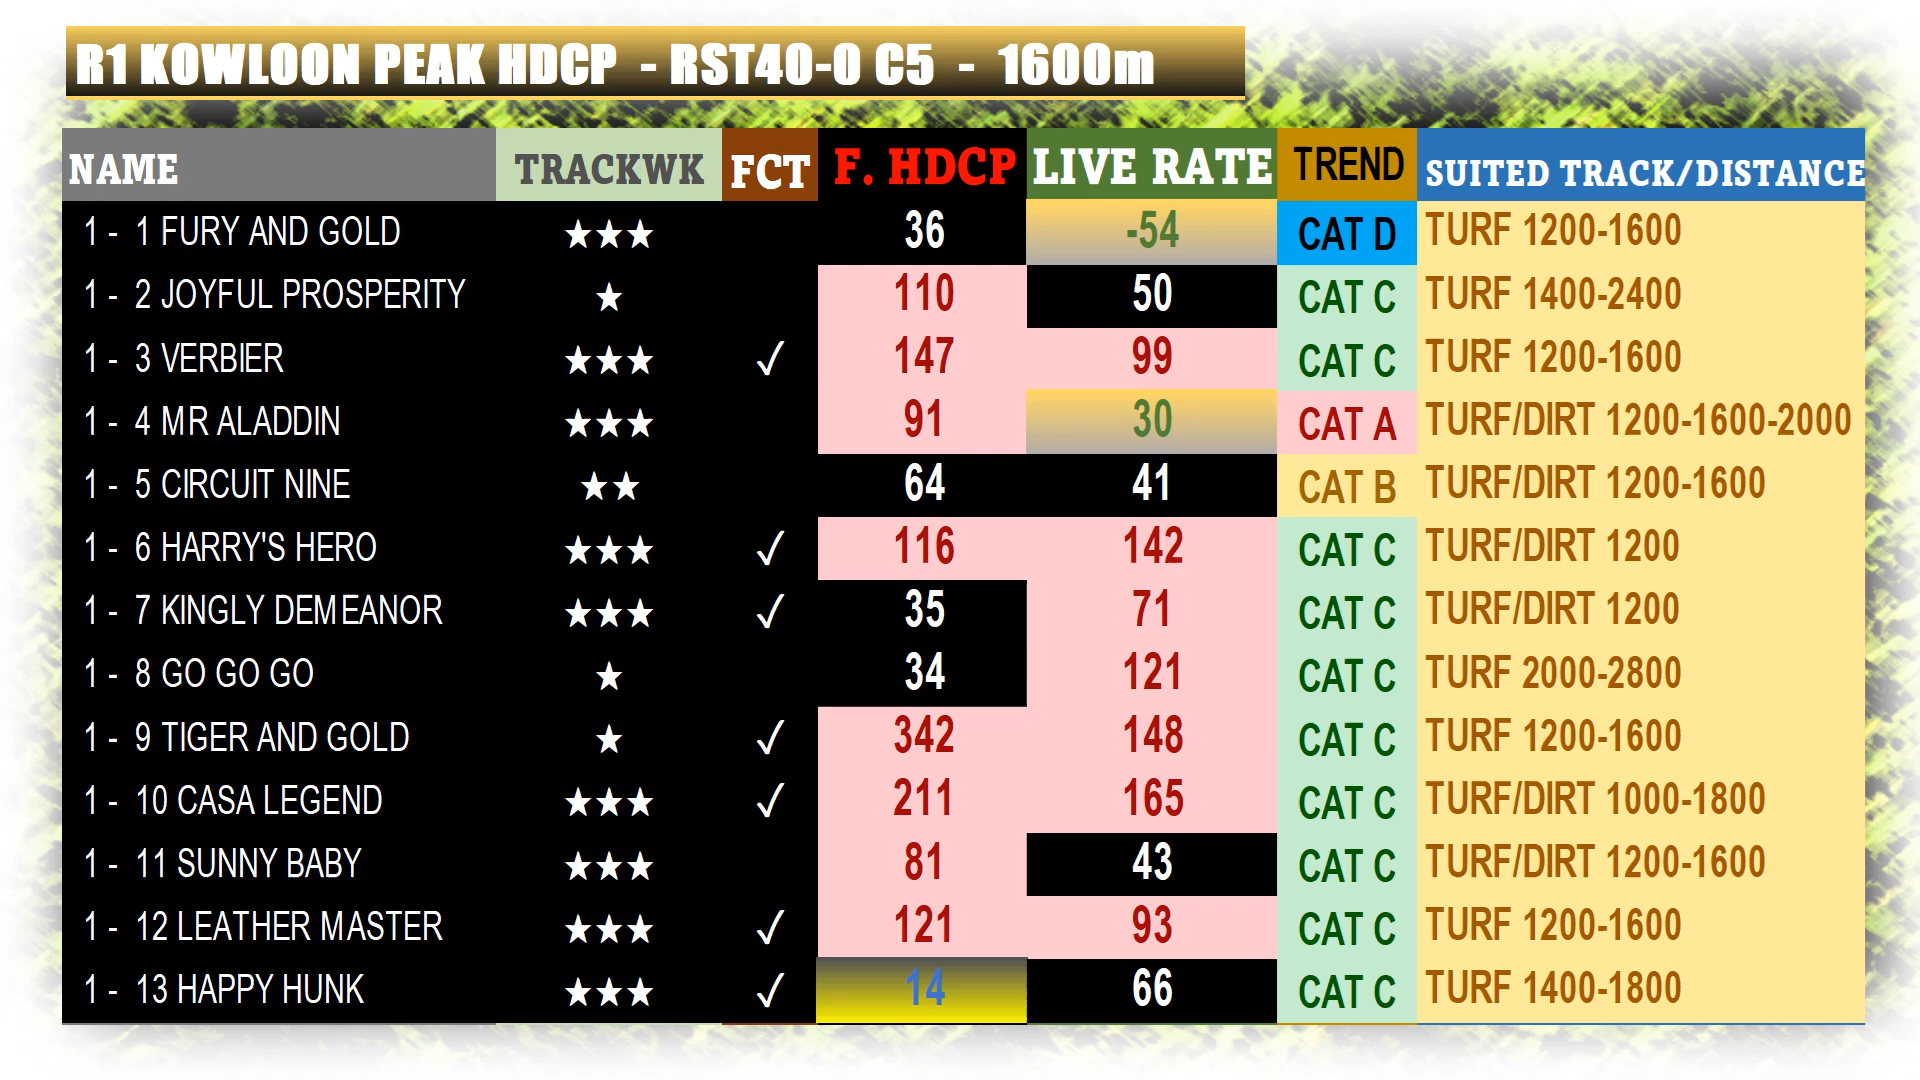 R1 KOWLOON PEAK HDCP - RST40-0 C5 - 1600m
NAME TRACKWK FCT F. HDCP LIVE RATE TREND SUITED TRACK/DISTANCE
1 - 1 FURY AND GOLD ★★★ 36 -54 CAT D TURF 1200-1600
1 - 2 JOYFUL PROSPERITY ★ 110 50 CAT C TURF 1400-2400
1 - 3 VERBIER ★★★ ✓ 147 99 CAT C TURF 1200-1600
1 - 4 MR ALADDIN ★★★ 91 30 CAT A TURF/DIRT 1200-1600-2000
1 - 5 CIRCUIT NINE ★★ 64 41 CAT B TURF/DIRT 1200-1600
1 - 6 HARRY'S HERO ★★★ ✓ 116 142 CAT C TURF/DIRT 1200
1 - 7 KINGLY DEMEANOR ★★★ ✓ 35 71 CAT C TURF/DIRT 1200
1 - 8 GO GO GO ★ 34 121 CAT C TURF 2000-2800
1 - 9 TIGER AND GOLD ★ ✓ 342 148 CAT C TURF 1200-1600
1 - 10 CASA LEGEND ★★★ ✓ 211 165 CAT C TURF/DIRT 1000-1800
1 - 11 SUNNY BABY ★★★ 81 43 CAT C TURF/DIRT 1200-1600
1 - 12 LEATHER MASTER ★★★ ✓ 121 93 CAT C TURF 1200-1600
1 - 13 HAPPY HUNK ★★★ ✓ 14 66 CAT C TURF 1400-1800